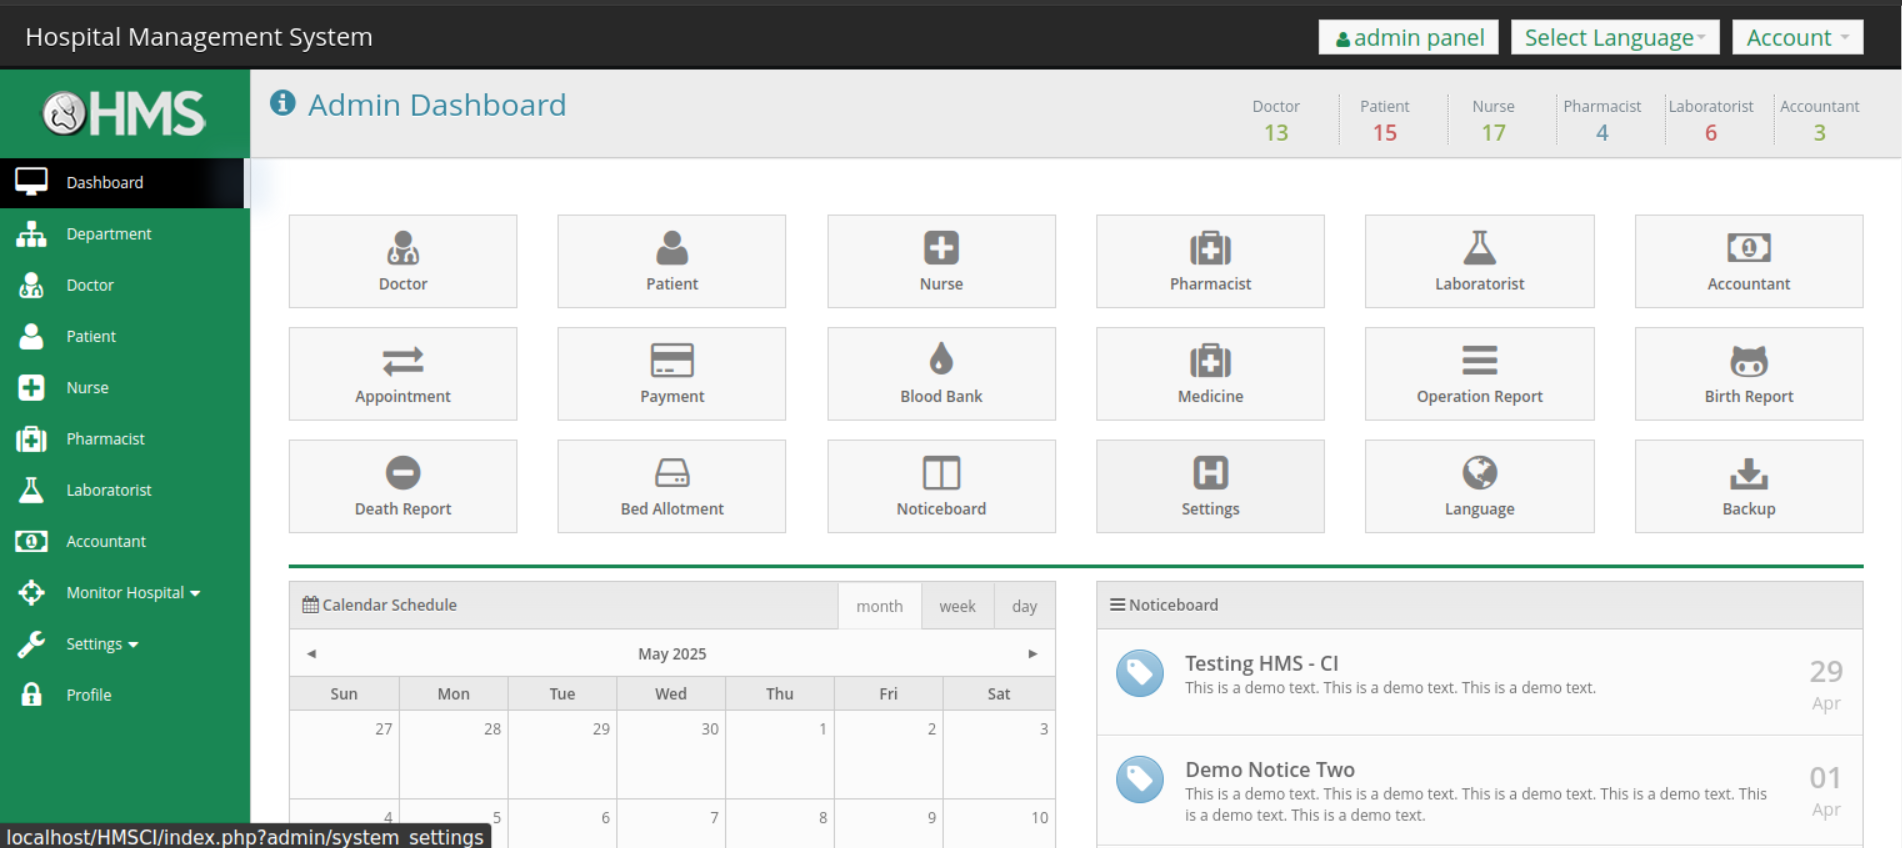 Hospital Management System
admin panel
Select Language
Account
HMS
Admin Dashboard
Doctor
13
Patient
15
Nurse
17
Pharmacist
4
Laboratorist
6
Accountant
3
Dashboard
Department
Doctor
Patient
Nurse
Pharmacist
Laboratorist
Accountant
Monitor Hospital
Settings
Profile
Doctor
Patient
Nurse
Pharmacist
Laboratorist
Accountant
Appointment
Payment
Blood Bank
Medicine
Operation Report
Birth Report
Death Report
Bed Allotment
Noticeboard
Settings
Language
Backup
Calendar Schedule
month
week
day
May 2025
Sun Mon Tue Wed Thu Fri Sat
27 28 29 30 1 2 3
4 5 6 7 8 9 10
Noticeboard
Testing HMS - CI
This is a demo text. This is a demo text. This is a demo text.
29
Apr
Demo Notice Two
This is a demo text. This is a demo text. This is a demo text. This is a demo text. This
is a demo text. This is a demo text.
01
Apr
localhost/HMSCI/index.php?admin/system_settings